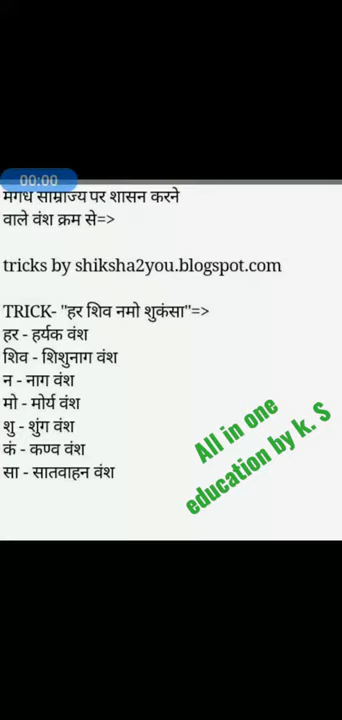 00:00
मगध साम्राज्य पर शासन करने
वाले वंश क्रम से=>
tricks by shiksha2you.blogspot.com
TRICK- "हर शिव नमो शुकंसा"=>
हर - हर्यक वंश
शिव - शिशुनाग वंश
न - नाग वंश
मो - मोर्य वंश
शु - शुंग वंश
कं - कण्व वंश
सा - सातवाहन वंश
All in one
education by k. S